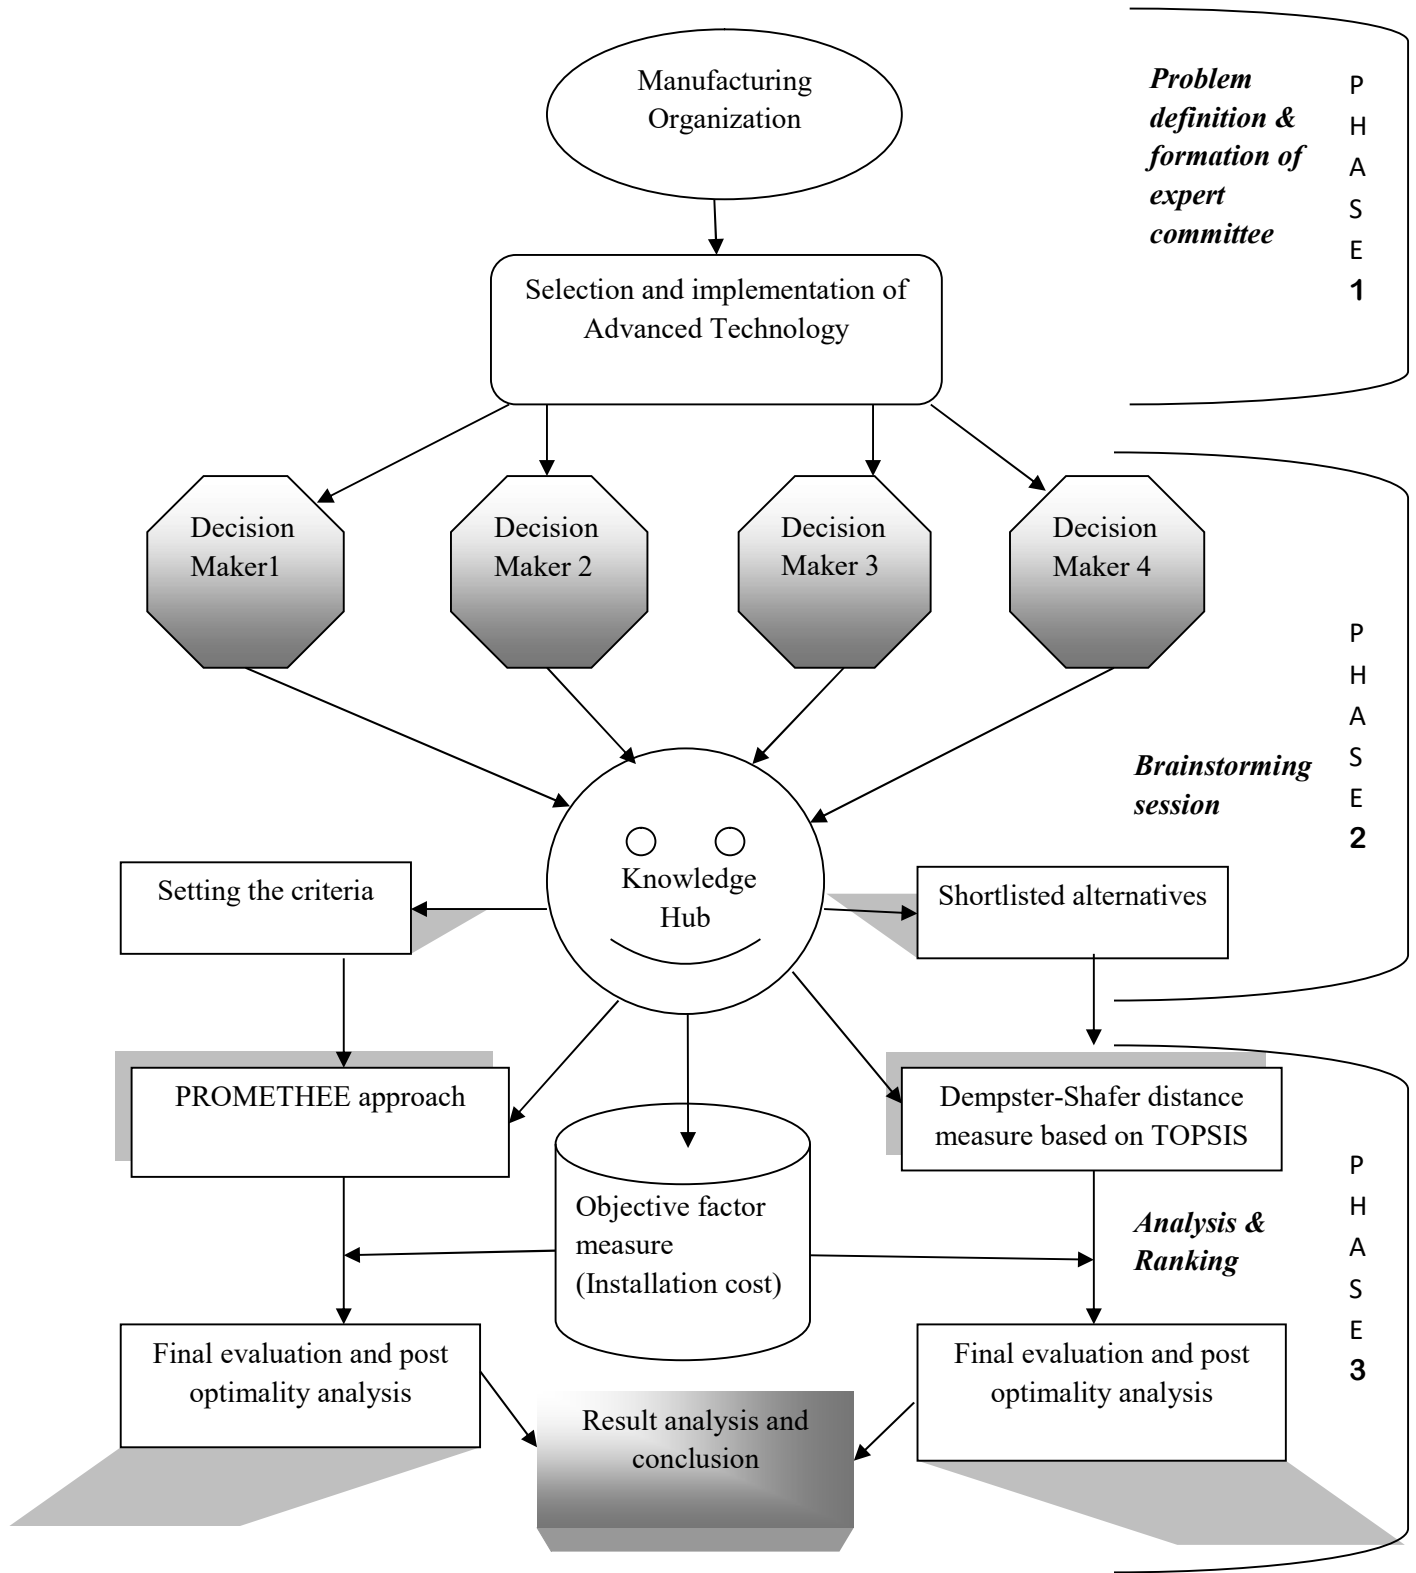 Manufacturing
Organization
Problem
definition &
formation of
expert
committee
P
H
A
S
E
1
Selection and implementation of
Advanced Technology
Decision
Maker1
Decision
Maker 2
Decision
Maker 3
Decision
Maker 4
Brainstorming
session
P
H
A
S
E
2
Knowledge
Hub
Setting the criteria
Shortlisted alternatives
PROMETHEE approach
Dempster-Shafer distance
measure based on TOPSIS
Objective factor
measure
(Installation cost)
Analysis &
Ranking
P
H
A
S
E
3
Final evaluation and post
optimality analysis
Final evaluation and post
optimality analysis
Result analysis and
conclusion